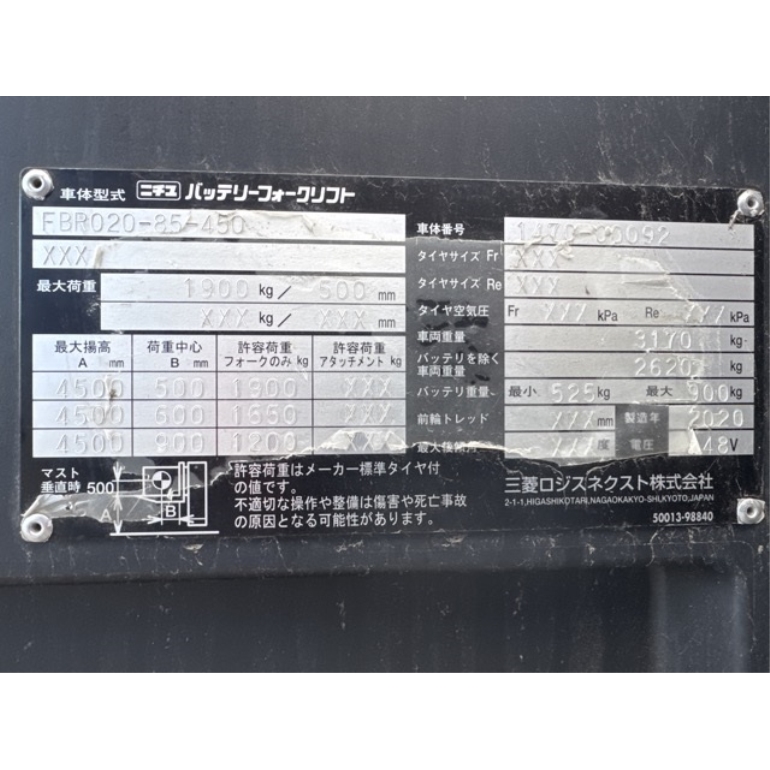 車体型式 ニチユ バッテリーフォークリフト
FBR020-85-450
XXX
最大荷重 1900 kg / 500 mm
XXX kg / XXX mm
最大揚高 A mm 荷重中心 B mm 許容荷重 フォークのみ kg 許容荷重 アタッチメント kg
4500 500 1900 XXX
4500 600 1650 XXX
4500 900 1200 XXX
マスト垂直時 500 A B
許容荷重はメーカー標準タイヤ付
の値です。
不適切な操作や整備は傷害や死亡事故
の原因となる可能性があります。
車体番号
タイヤサイズ Fr XXX
タイヤサイズ Re XXX
タイヤ空気圧 Fr XXX kPa Re XXX kPa
車両重量 3170 kg
バッテリを除く車両重量 2620 kg
バッテリ重量 最小 525 kg 最大 900 kg
前輪トレッド XXX mm 製造年 2020
最大後傾角 XXX 度 電圧 48 V
三菱ロジスネクスト株式会社
2-1-1,HIGASHIKOTARI,NAGAOKAKYO-SHI,KYOTO,JAPAN
50013-98840